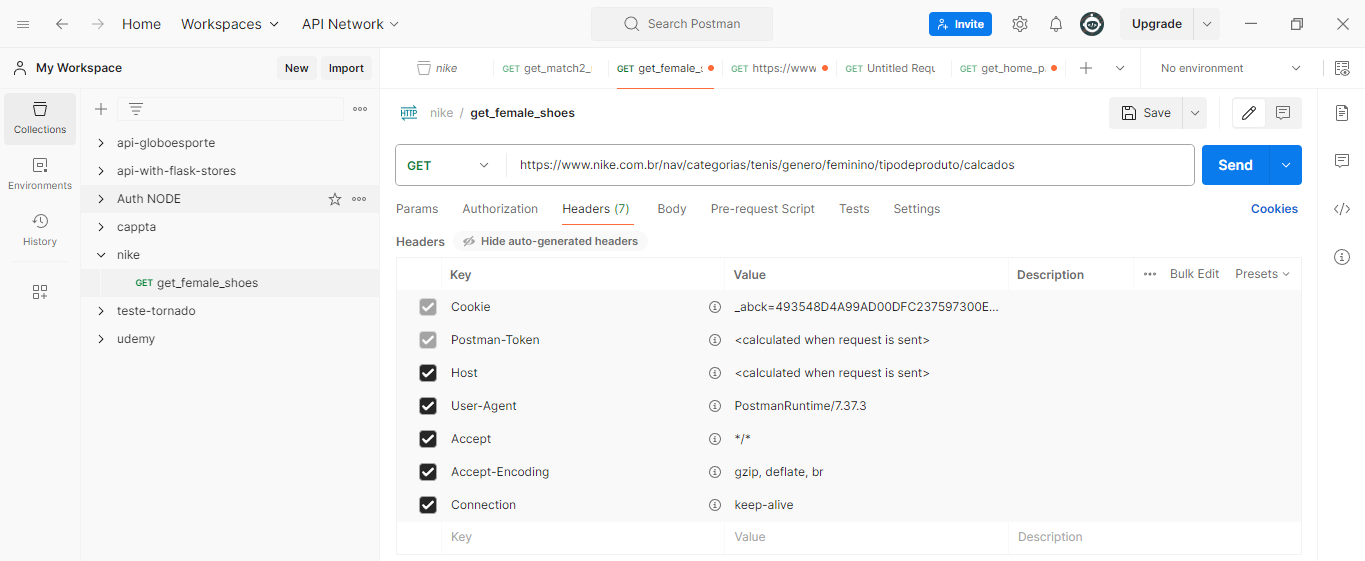 Home Workspaces API Network Search Postman Invite Upgrade
My Workspace New Import nike GET get_match2_ GET get_female_s GET https://www GET Untitled Requ GET get_home_p No environment
Collections
Environments
History
api-globoesporte
api-with-flask-stores
Auth NODE
cappta
nike
GET get_female_shoes
teste-tornado
udemy
HTTP nike / get_female_shoes Save
GET https://www.nike.com.br/nav/categorias/tenis/genero/feminino/tipodeproduto/calcados Send
Params Authorization Headers (7) Body Pre-request Script Tests Settings Cookies
Headers Hide auto-generated headers
Key Value Description Bulk Edit Presets
Cookie _abck=493548D4A99AD00DFC237597300E...
Postman-Token <calculated when request is sent>
Host <calculated when request is sent>
User-Agent PostmanRuntime/7.37.3
Accept */*
Accept-Encoding gzip, deflate, br
Connection keep-alive
Key Value Description